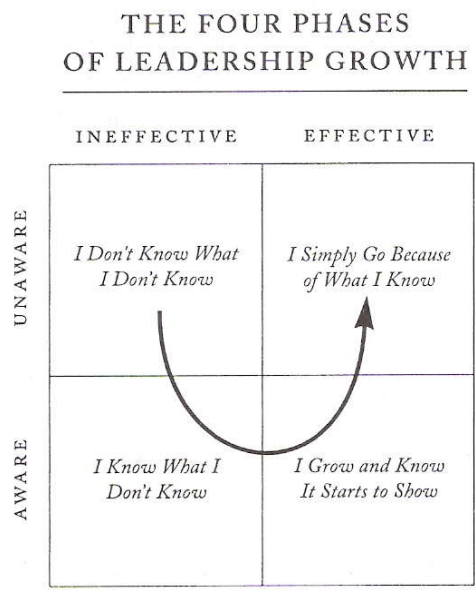 THE FOUR PHASES
OF LEADERSHIP GROWTH
INEFFECTIVE
EFFECTIVE
UNAWARE
I Don't Know What
I Don't Know
I Simply Go Because
of What I Know
AWARE
I Know What I
Don't Know
I Grow and Know
It Starts to Show